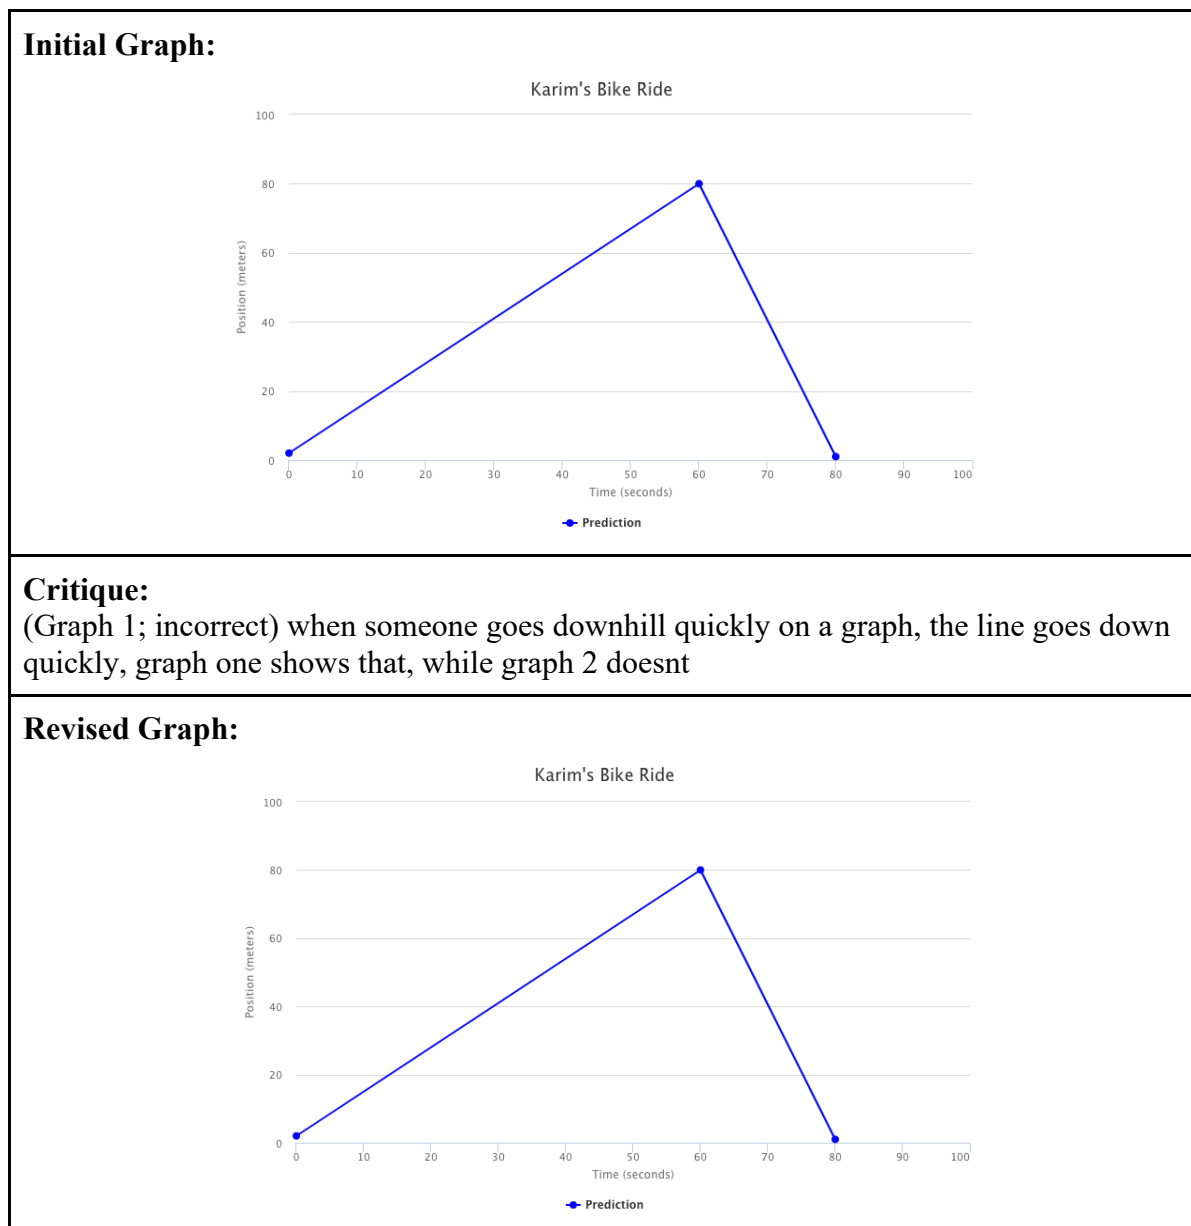 Initial Graph:
Karim's Bike Ride
100
80
60
40
20
0
Position (meters)
0 10 20 30 40 50 60 70 80 90 100
Time (seconds)
Prediction
Critique:
(Graph 1; incorrect) when someone goes downhill quickly on a graph, the line goes down
quickly, graph one shows that, while graph 2 doesnt
Revised Graph:
Karim's Bike Ride
100
80
60
40
20
0
Position (meters)
0 10 20 30 40 50 60 70 80 90 100
Time (seconds)
Prediction